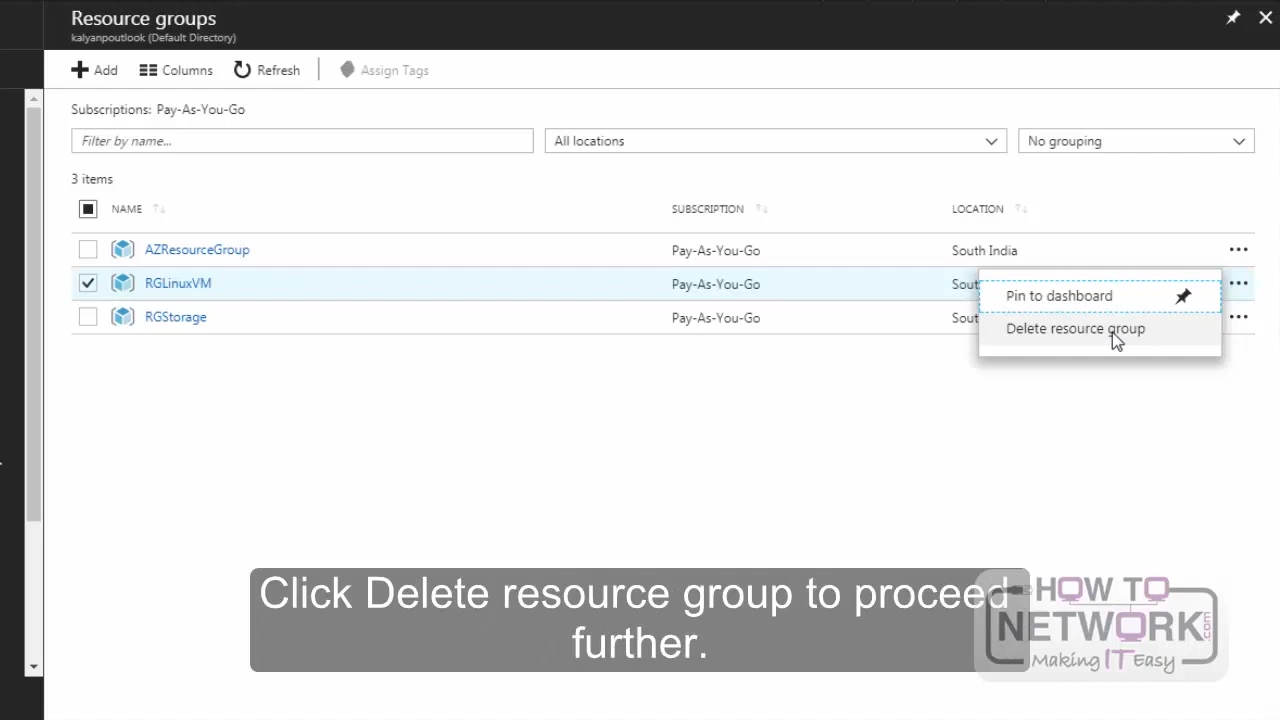 Resource groups
kalyanpoutlook (Default Directory)
Add Columns Refresh Assign Tags
Subscriptions: Pay-As-You-Go
Filter by name... All locations No grouping
3 items
NAME SUBSCRIPTION LOCATION
AZResourceGroup Pay-As-You-Go South India
RGLinuxVM Pay-As-You-Go Sout
Pin to dashboard
RGStorage Pay-As-You-Go Sout
Delete resource group
Click Delete resource group to proceed
further.
HOW TO
NETWORK.com
Making IT Easy